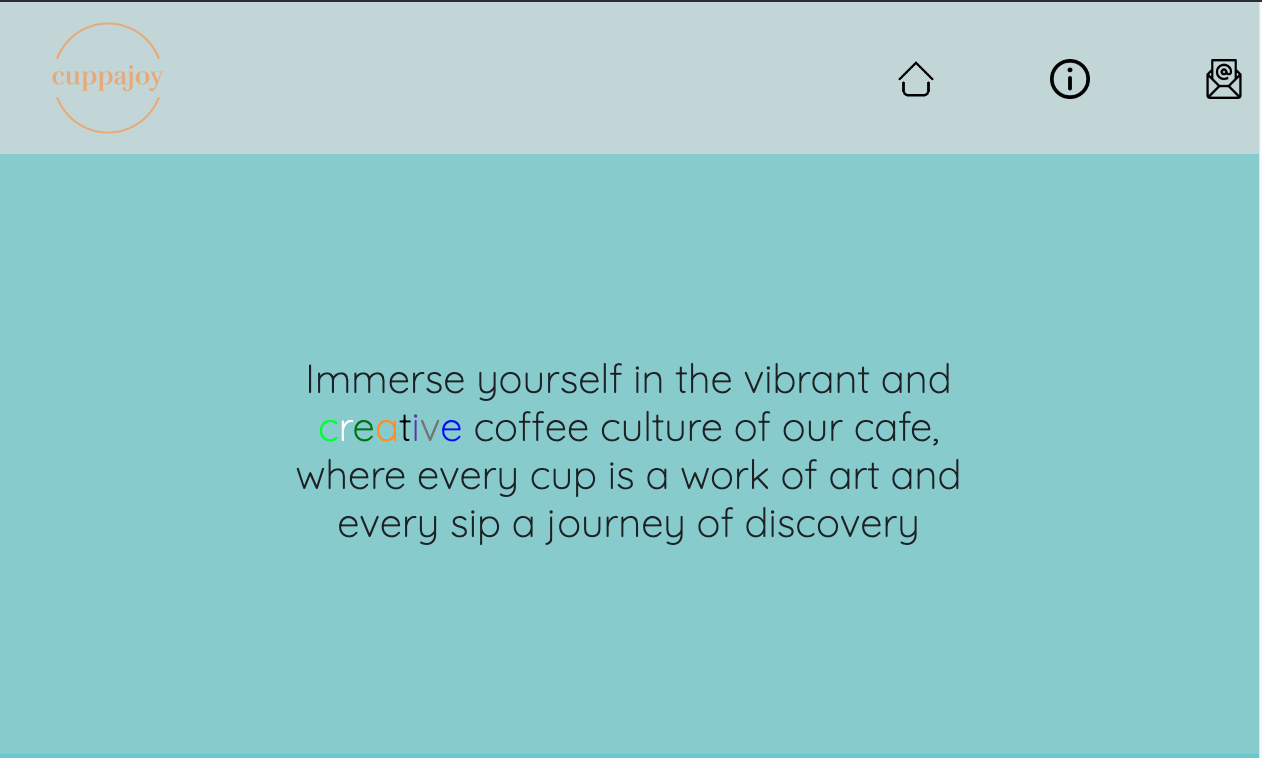 cuppajoy
Immerse yourself in the vibrant and
creative coffee culture of our cafe,
where every cup is a work of art and
every sip a journey of discovery